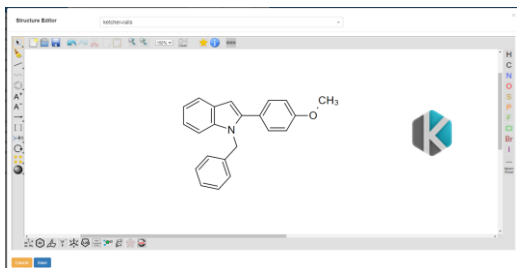 Structure Editor
ketcher-rails
150%
H
C
N
O
S
P
F
Cl
Br
I
A+
A-
CH3
O
N
K
Cancel
Save